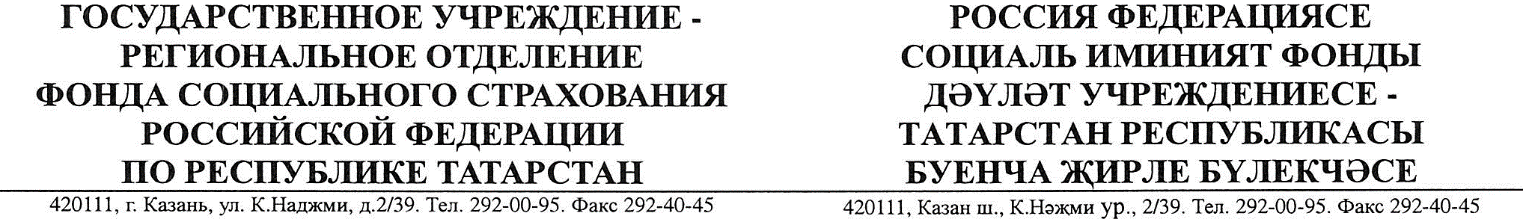 ГОСУДАРСТВЕННОЕ УЧРЕЖДЕНИЕ -
РЕГИОНАЛЬНОЕ ОТДЕЛЕНИЕ
ФОНДА СОЦИАЛЬНОГО СТРАХОВАНИЯ
РОССИЙСКОЙ ФЕДЕРАЦИИ
ПО РЕСПУБЛИКЕ ТАТАРСТАН
420111, г. Казань, ул. К.Наджми, д.2/39. Тел. 292-00-95. Факс 292-40-45
РОССИЯ ФЕДЕРАЦИЯСЕ
СОЦИАЛЬ ИМИНИЯТ ФОНДЫ
ДӘҮЛӘТ УЧРЕЖДЕНИЕСЕ -
ТАТАРСТАН РЕСПУБЛИКАСЫ
БУЕНЧА ҖИРЛЕ БҮЛЕКЧӘСЕ
420111, Казан ш., К.Нәҗми ур., 2/39. Тел. 292-00-95. Факс 292-40-45